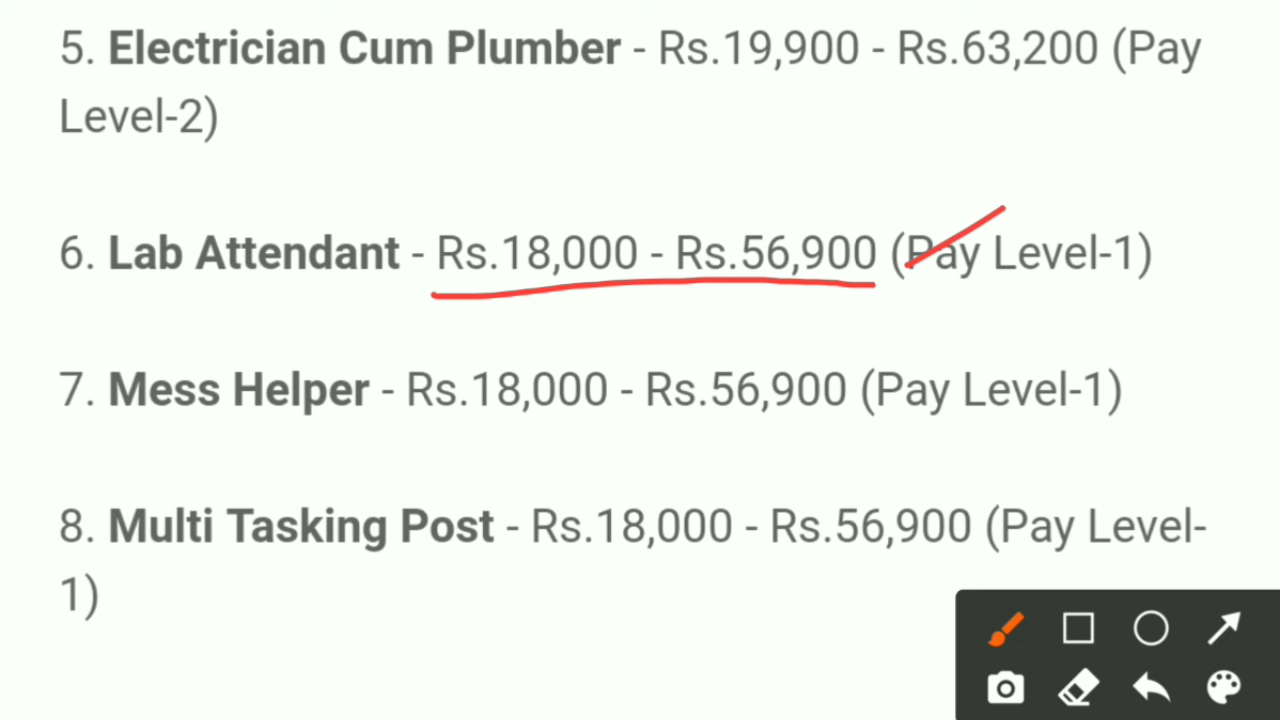 5. Electrician Cum Plumber - Rs.19,900 - Rs.63,200 (Pay
Level-2)
6. Lab Attendant - Rs.18,000 - Rs.56,900 (Pay Level-1)
7. Mess Helper - Rs.18,000 - Rs.56,900 (Pay Level-1)
8. Multi Tasking Post - Rs.18,000 - Rs.56,900 (Pay Level-
1)